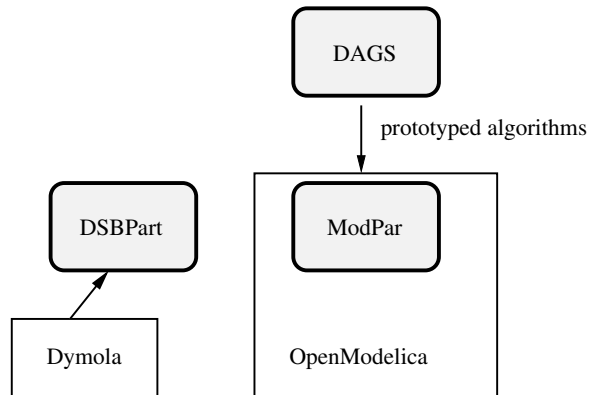 DAGS
prototyped algorithms
DSBPart
ModPar
Dymola
OpenModelica